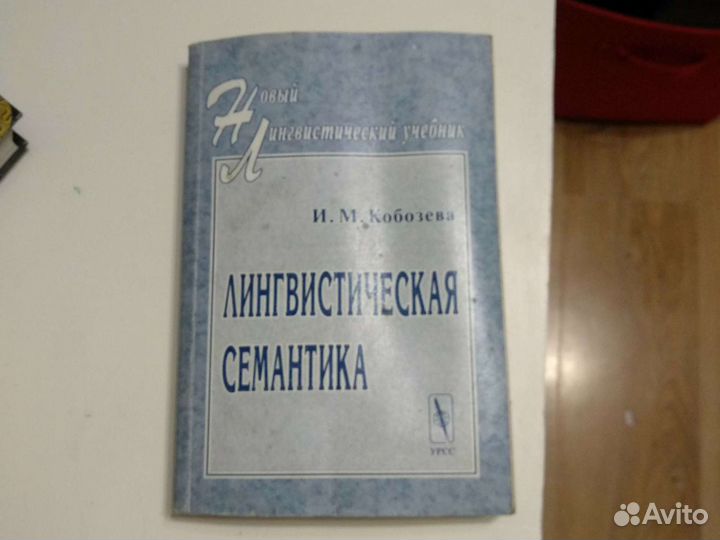 Новый
Лингвистический учебник
И. М. Кобозева
ЛИНГВИСТИЧЕСКАЯ
СЕМАНТИКА
УРСС
Avito